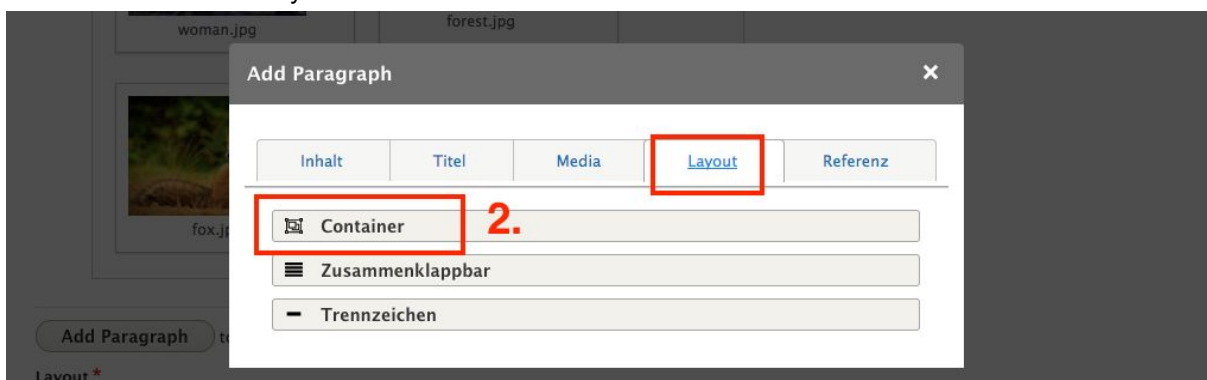 woman.jpg
forest.jpg
Add Paragraph ×
Inhalt Titel Media Layout Referenz
Container 2.
fox.j
Zusammenklappbar
Trennzeichen
Add Paragraph
Layout *